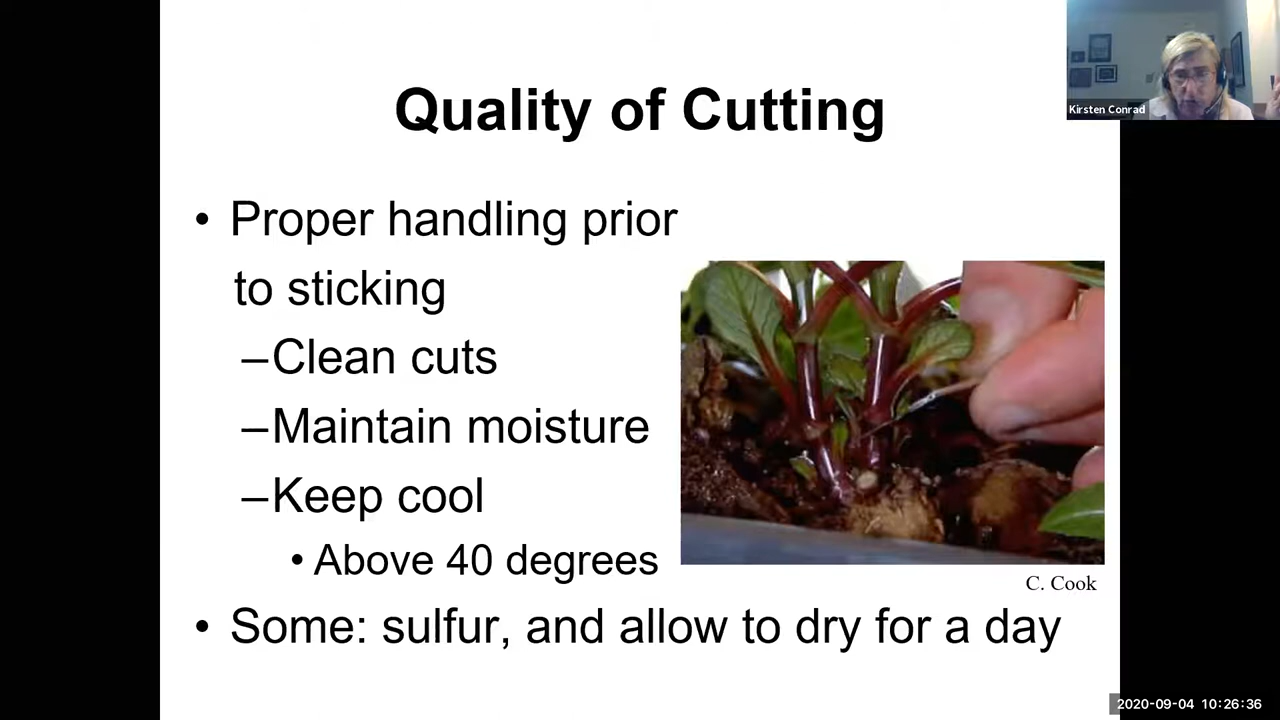 Quality of Cutting
Kirsten Conrad
• Proper handling prior
to sticking
–Clean cuts
–Maintain moisture
–Keep cool
• Above 40 degrees
C. Cook
• Some: sulfur, and allow to dry for a day
2020-09-04 10:26:36